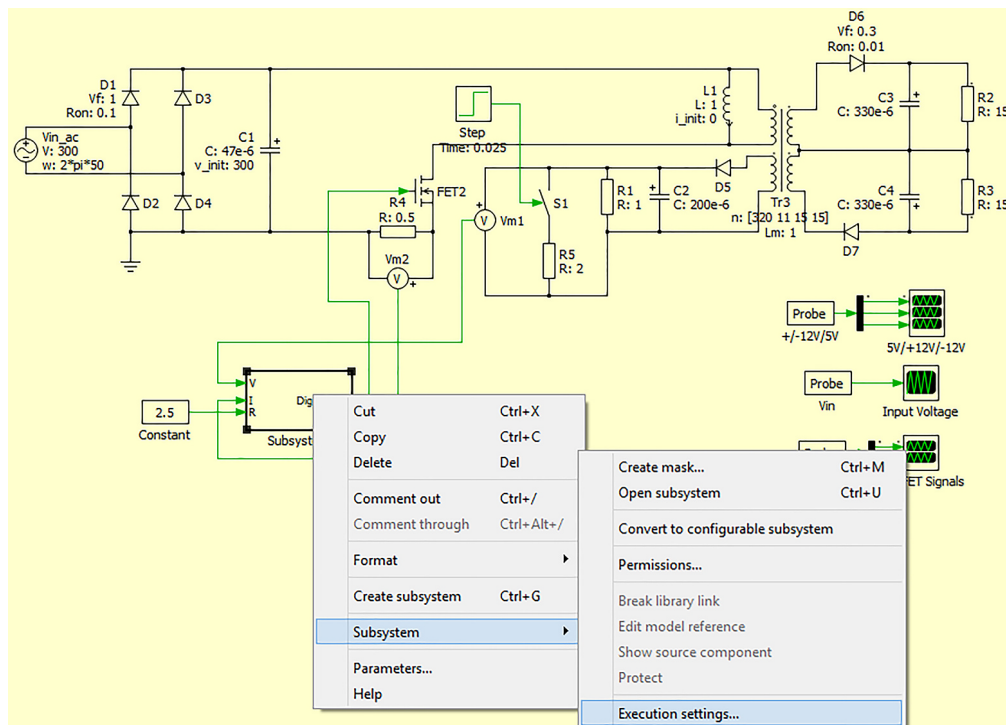 D6
Vf: 0.3
Ron: 0.01
D1
Vf: 1
Ron: 0.1
D3
L1
L: 1
i_init: 0
C3
C: 330e-6
R2
R: 15
Vin_ac
V: 300
w: 2*pi*50
C1
C: 47e-6
v_init: 300
Step
Time: 0.025
D2
D4
FET2
R4
R: 0.5
Vm2
V
V
Vm1
S1
R5
R: 2
R1
R: 1
C2
C: 200e-6
D5
Tr3
n: [320 11 15 15]
Lm: 1
C4
C: 330e-6
R3
R: 15
D7
Probe
+/-12V/5V
5V/+12V/-12V
Probe
Vin
Input Voltage
ET Signals
2.5
Constant
V
I
R
Dig
Subsyst
Cut Ctrl+X
Copy Ctrl+C
Delete Del
Comment out Ctrl+/
Comment through Ctrl+Alt+/
Format
Create subsystem Ctrl+G
Subsystem
Parameters...
Help
Create mask... Ctrl+M
Open subsystem Ctrl+U
Convert to configurable subsystem
Permissions...
Break library link
Edit model reference
Show source component
Protect
Execution settings...